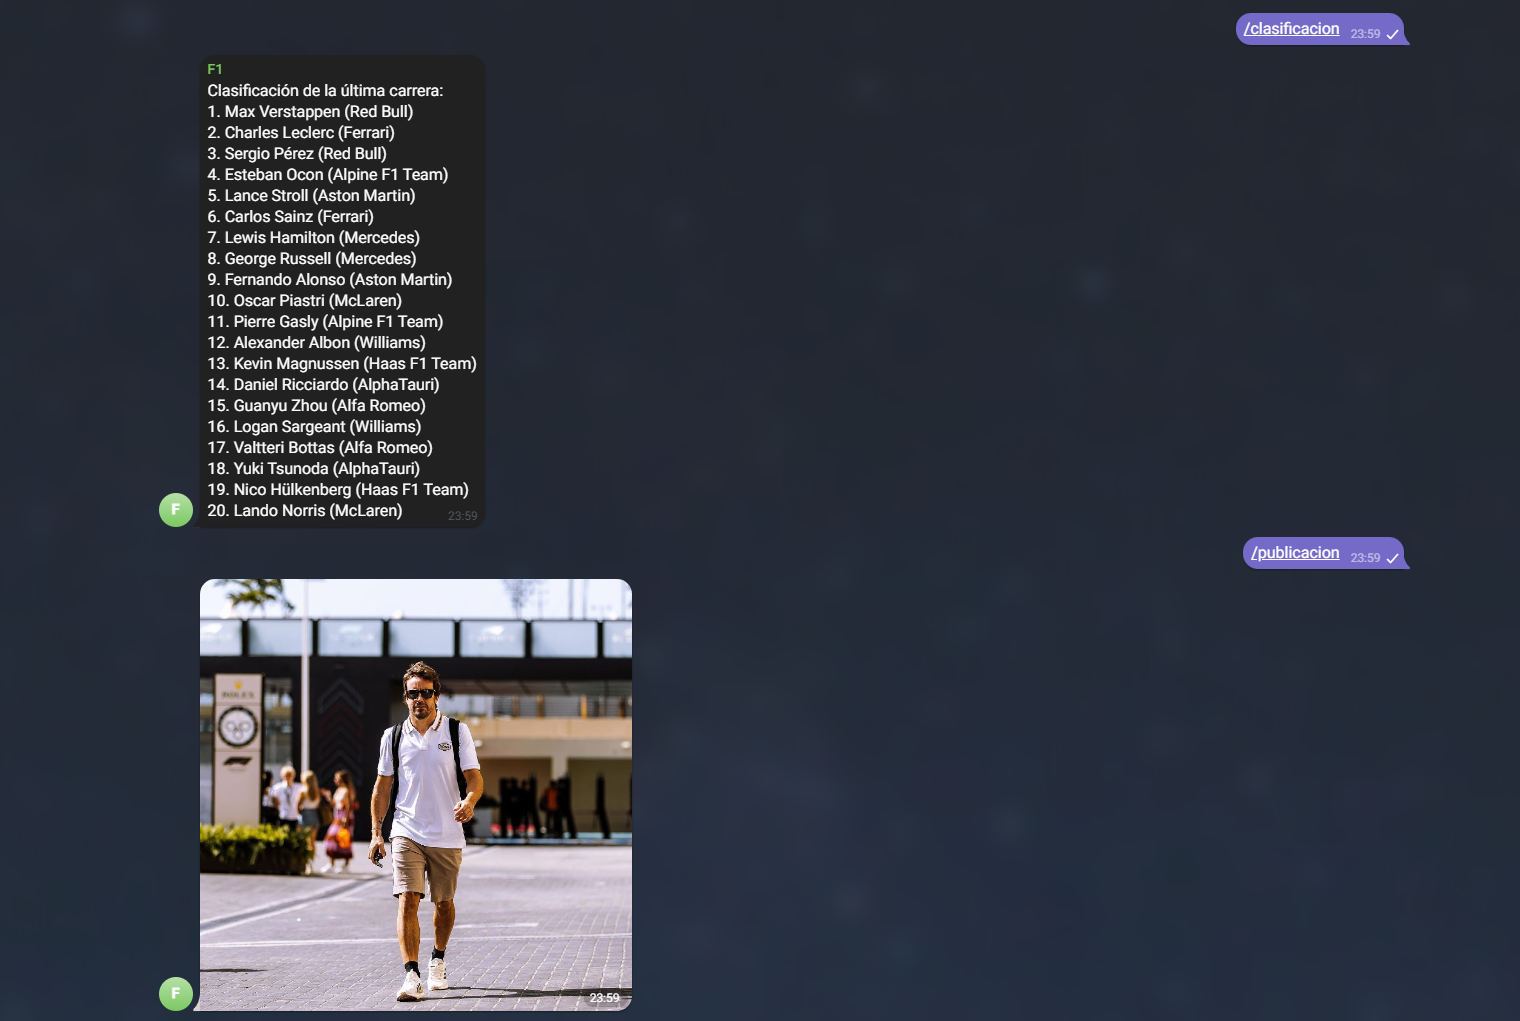 /clasificacion 23:59
F1
Clasificación de la última carrera:
1. Max Verstappen (Red Bull)
2. Charles Leclerc (Ferrari)
3. Sergio Pérez (Red Bull)
4. Esteban Ocon (Alpine F1 Team)
5. Lance Stroll (Aston Martin)
6. Carlos Sainz (Ferrari)
7. Lewis Hamilton (Mercedes)
8. George Russell (Mercedes)
9. Fernando Alonso (Aston Martin)
10. Oscar Piastri (McLaren)
11. Pierre Gasly (Alpine F1 Team)
12. Alexander Albon (Williams)
13. Kevin Magnussen (Haas F1 Team)
14. Daniel Ricciardo (AlphaTauri)
15. Guanyu Zhou (Alfa Romeo)
16. Logan Sargeant (Williams)
17. Valtteri Bottas (Alfa Romeo)
18. Yuki Tsunoda (AlphaTauri)
19. Nico Hülkenberg (Haas F1 Team)
20. Lando Norris (McLaren)
23:59
F
/publicacion 23:59
ROLEX
23:59
F